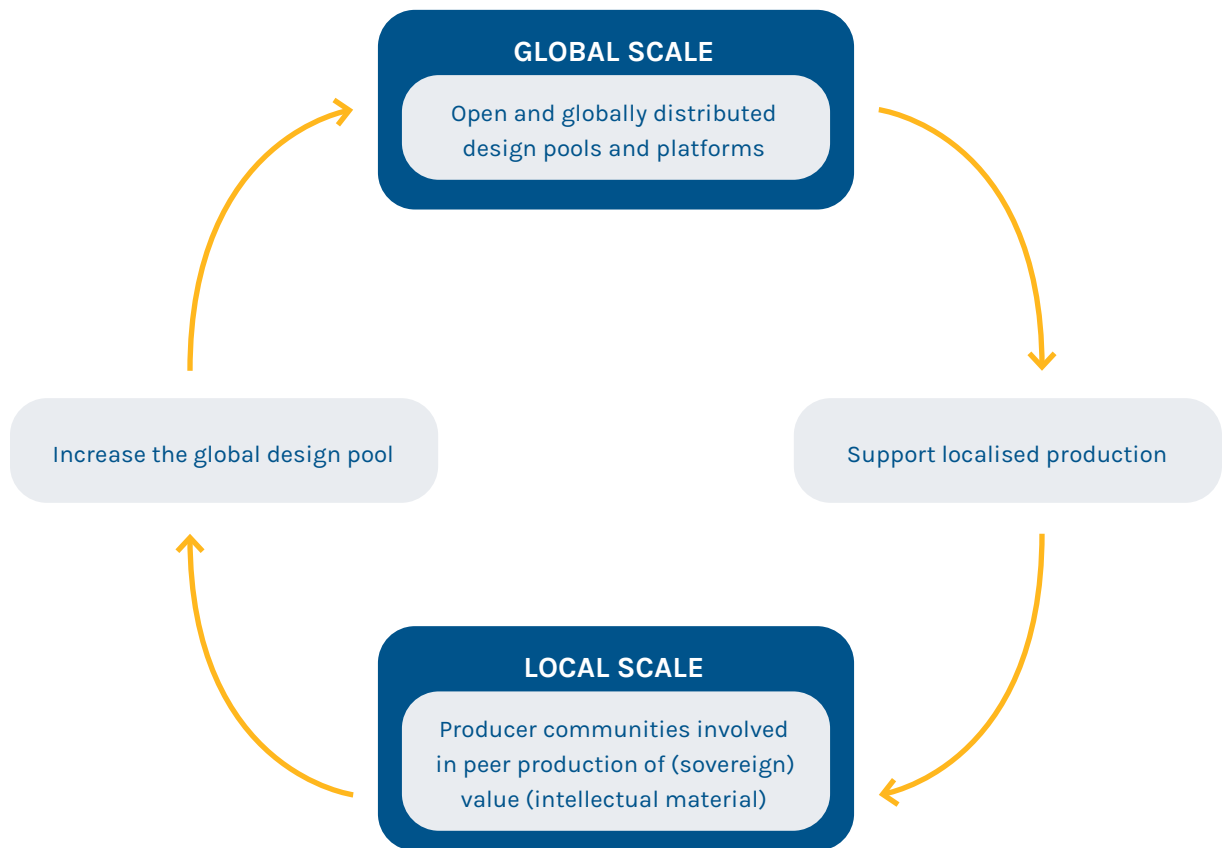 GLOBAL SCALE
Open and globally distributed
design pools and platforms
Increase the global design pool
Support localised production
LOCAL SCALE
Producer communities involved
in peer production of (sovereign)
value (intellectual material)